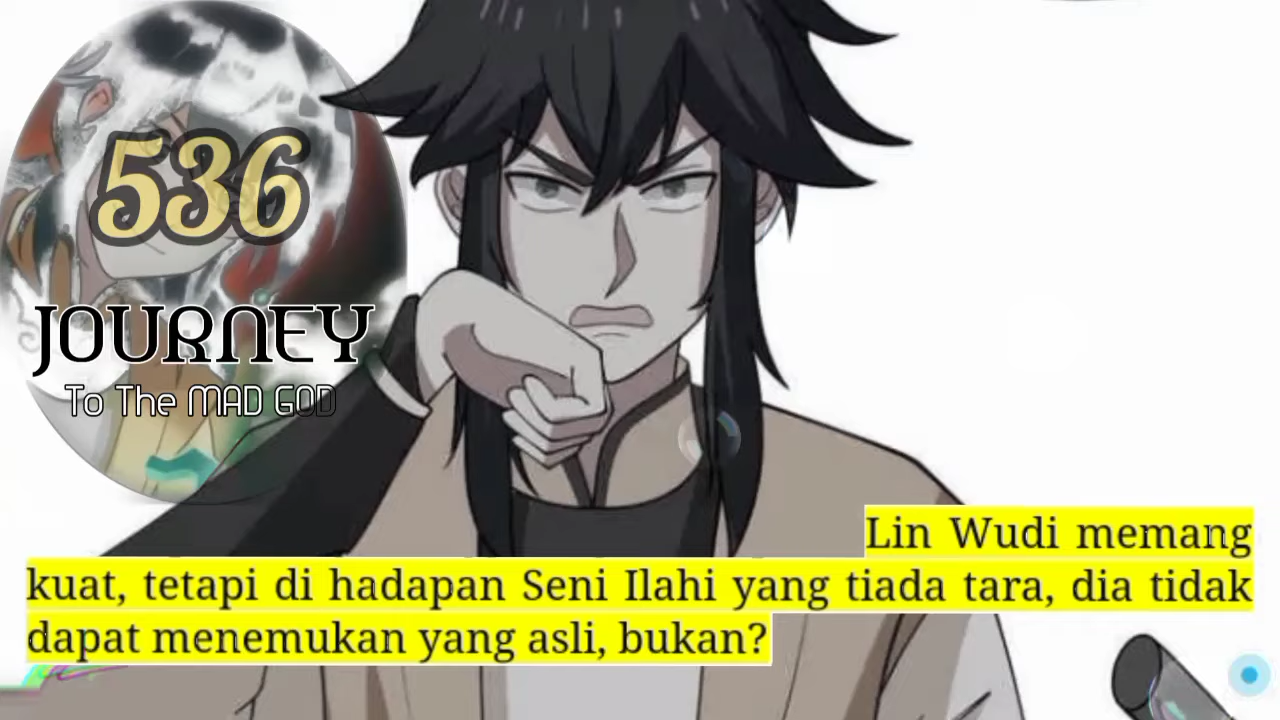 536
JOURNEY
To The MAD GOD
Lin Wudi memang
kuat, tetapi di hadapan Seni Ilahi yang tiada tara, dia tidak
dapat menemukan yang asli, bukan?